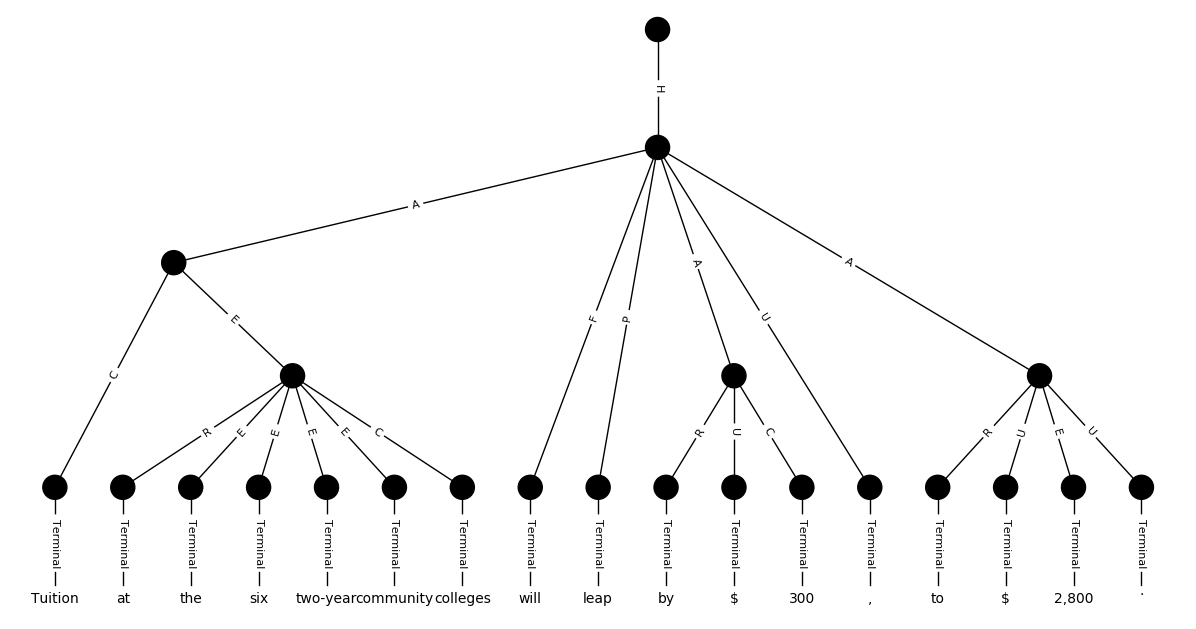 H
A
A
A
F
P
U
E
C
R
E
E
E
E
C
R
U
C
R
U
E
U
Terminal Terminal Terminal Terminal Terminal Terminal Terminal Terminal Terminal Terminal Terminal Terminal Terminal Terminal Terminal Terminal Terminal
Tuition at the six two-year community colleges will leap by $ 300 , to $ 2,800 .